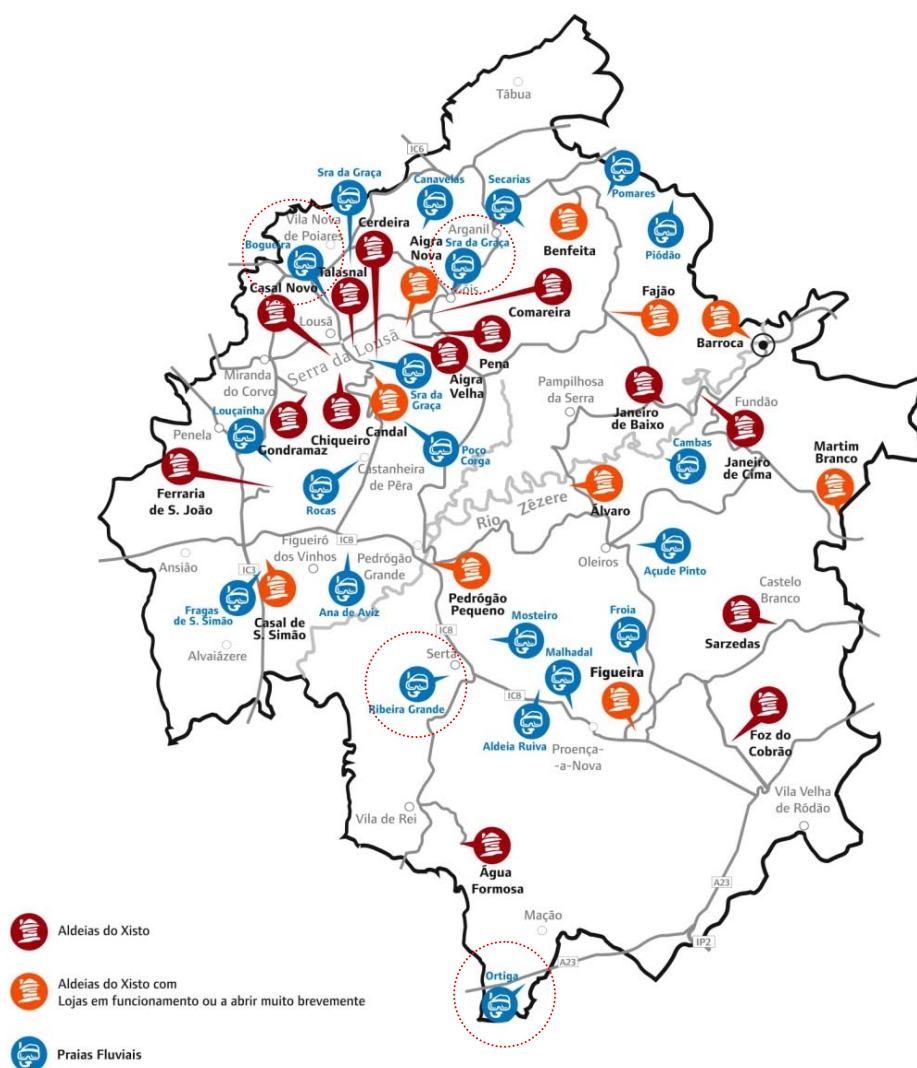 Tábua
IC6
Sra da Graça
Canavelas
Secarias
Pomares
Vila Nova
de Poiares
Cerdeira
Arganil
Sra da Graça
Bogueira
Aigra
Nova
Benfeita
Piódão
Talasnal
Casal Novo
Góis
Fajão
Comareira
Barroca
Lousã
Serra da Lousã
Pena
Miranda
do Corvo
Aigra
Velha
Sra da
Graça
Pampilhosa
da Serra
Janeiro
de Baixo
Fundão
Louçaínha
Penela
Gondramaz
Chiqueiro
Candal
Poço
Corga
Cambas
Janeiro
de Cima
Martim
Branco
Castanheira
de Pêra
Ferraria
de S. João
Rocas
Rio Zêzere
Álvaro
Ansião
Figueiró
dos Vinhos
IC8
Pedrógão
Grande
Oleiros
Açude Pinto
IC3
Fragas
de S. Simão
Casal de
S. Simão
Ana de Aviz
Pedrógão
Pequeno
Castelo
Branco
Alvaiázere
IC8
Mosteiro
Froia
Sarzedas
Sertã
Malhadal
Figueira
Ribeira Grande
IC8
Aldeia Ruiva
Proença-
-a-Nova
Foz do
Cobrão
Vila de Rei
Vila Velha
de Ródão
Água
Formosa
A23
Mação
IP2
Aldeias do Xisto
A23
Ortiga
Aldeias do Xisto com
Lojas em funcionamento ou a abrir muito brevemente
Praias Fluviais